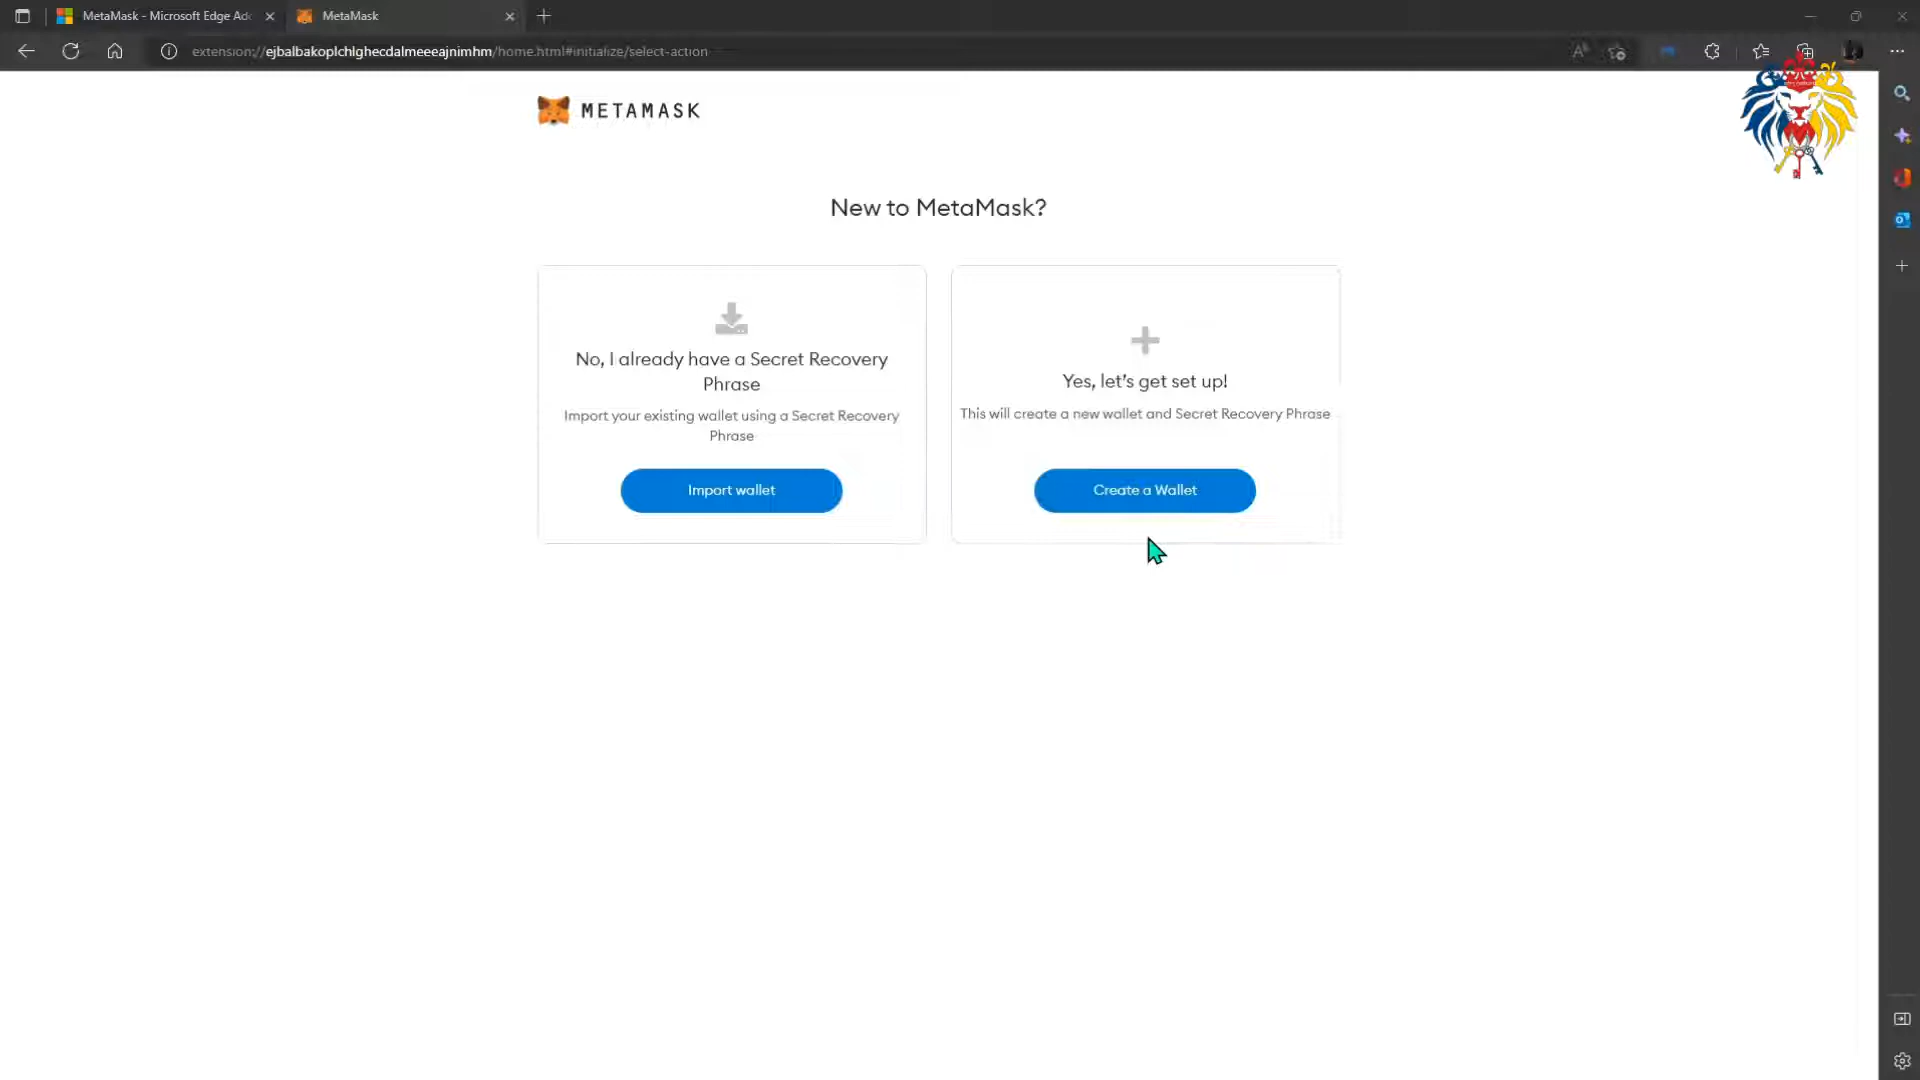 MetaMask - Microsoft Edge Add
MetaMask
extension://ejbalbakoplchlghecdalmeeeajnimhm/home.html#initialize/select-action
METAMASK
New to MetaMask?
No, I already have a Secret Recovery
Phrase
Import your existing wallet using a Secret Recovery
Phrase
Import wallet
Yes, let's get set up!
This will create a new wallet and Secret Recovery Phrase
Create a Wallet